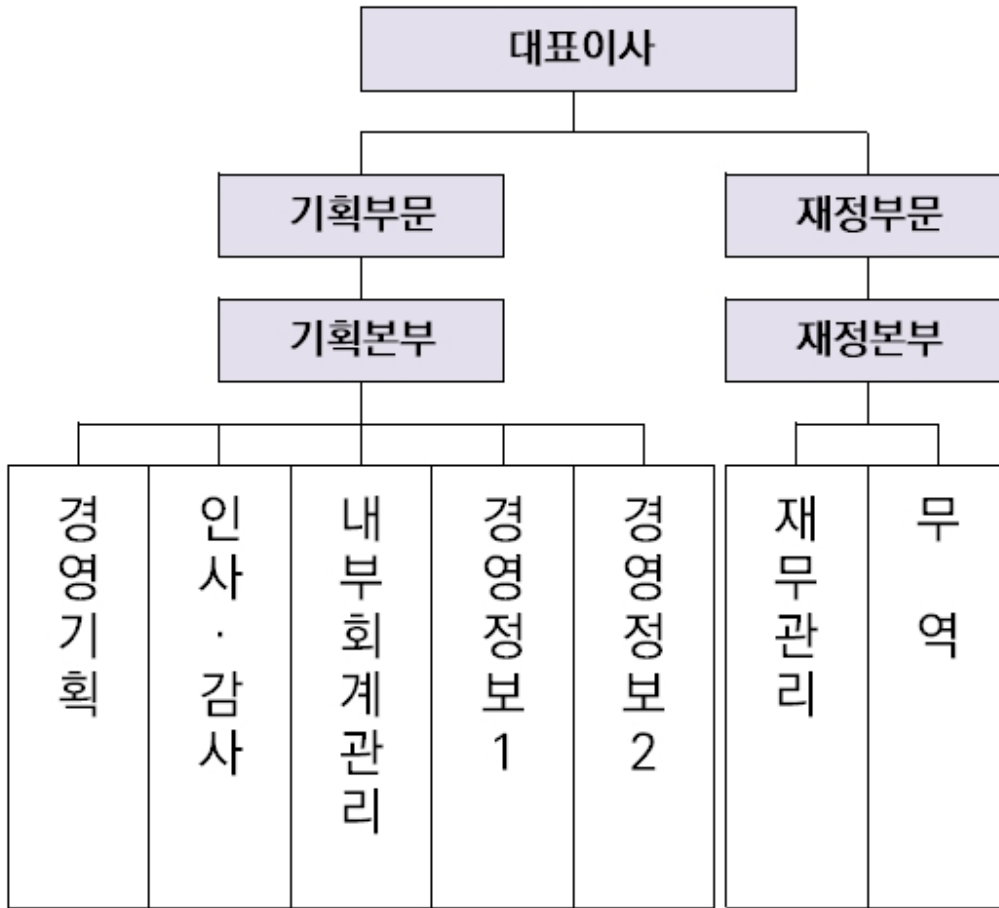 대표이사
기획부문
재정부문
기획본부
재정본부
경영기획
인사·감사
내부회계관리
경영정보1
경영정보2
재무관리
무 역